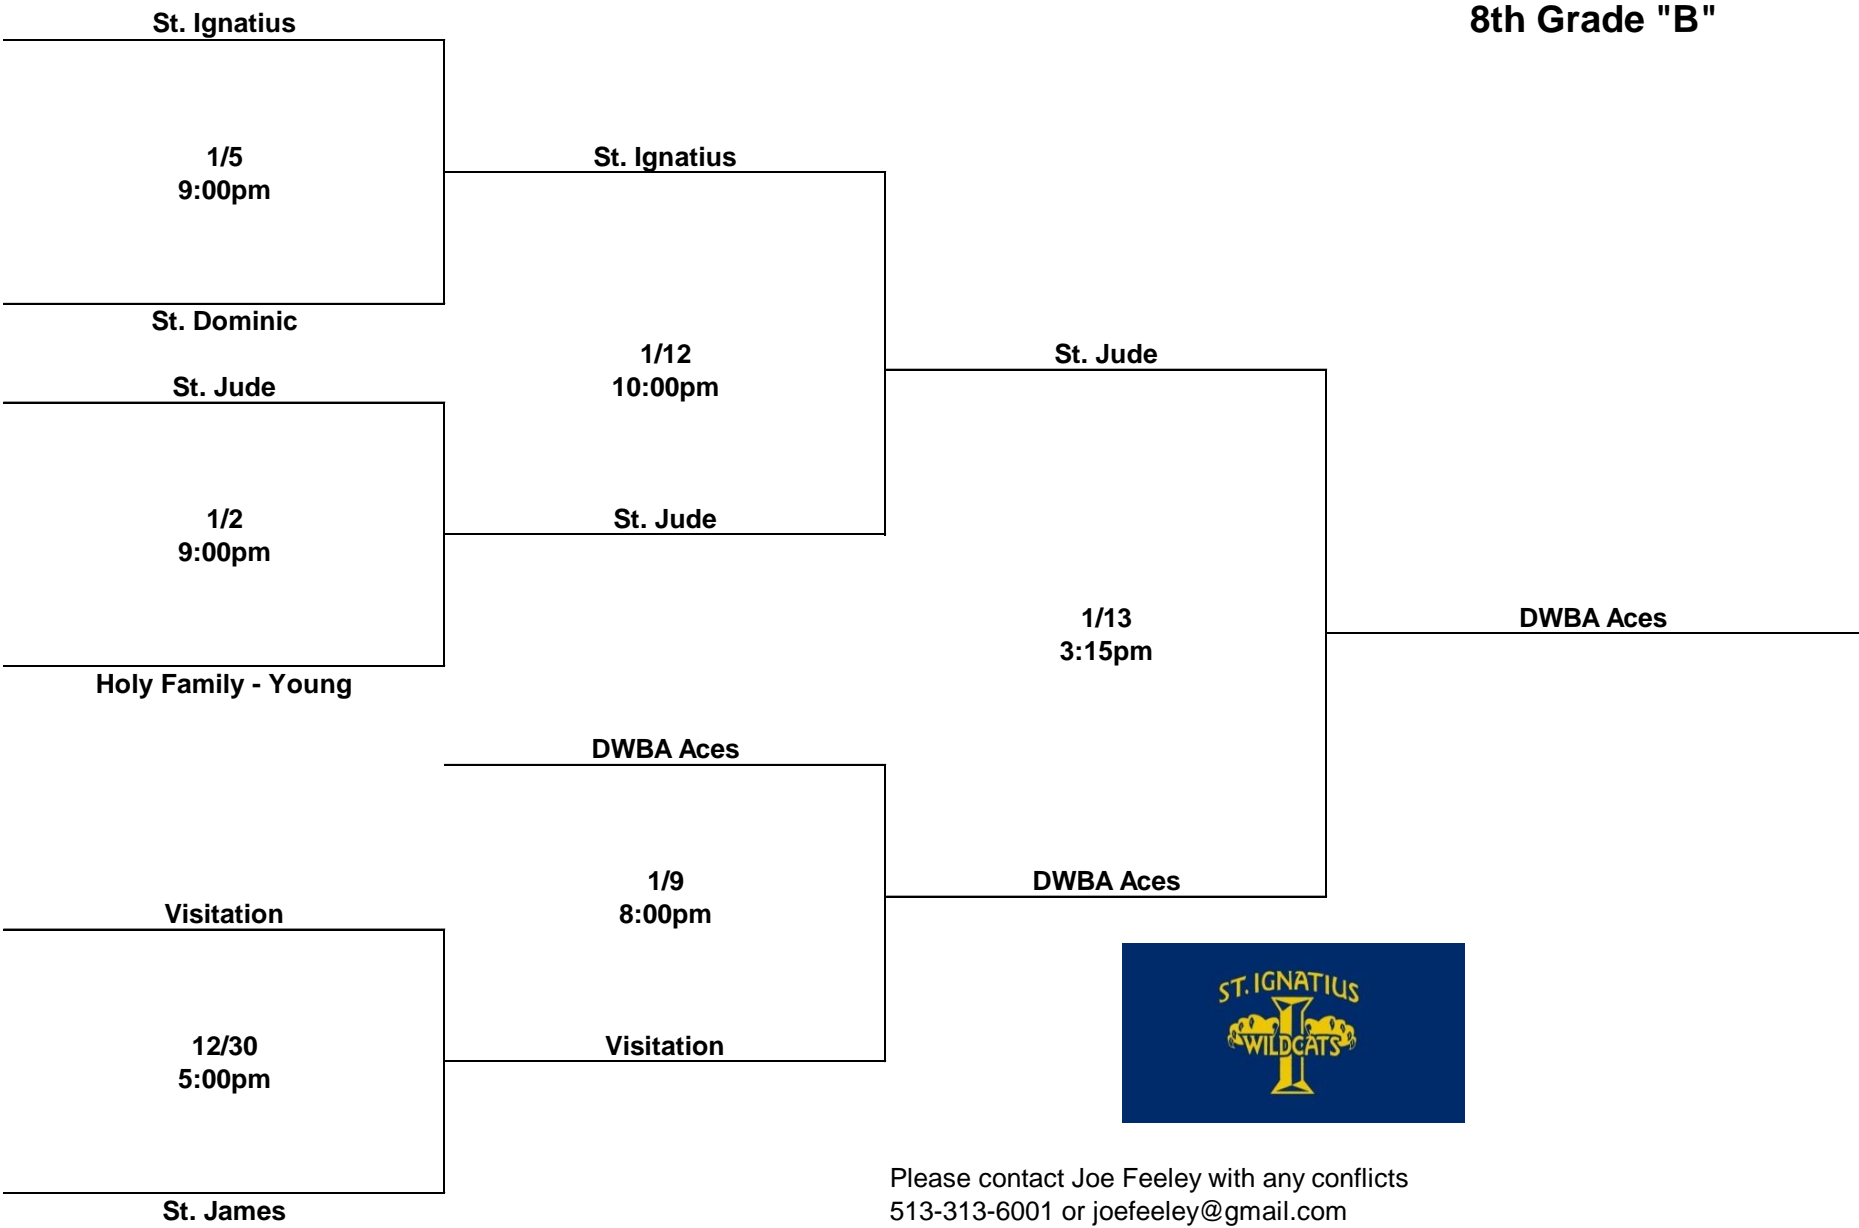 8th Grade "B"
St. Ignatius
1/5
9:00pm
St. Ignatius
St. Dominic
1/12
10:00pm
St. Jude
St. Jude
1/2
9:00pm
St. Jude
1/13
3:15pm
DWBA Aces
Holy Family - Young
DWBA Aces
1/9
8:00pm
DWBA Aces
Visitation
ST. IGNATIUS
WILDCATS
12/30
5:00pm
Visitation
St. James
Please contact Joe Feeley with any conflicts
513-313-6001 or joefeeley@gmail.com